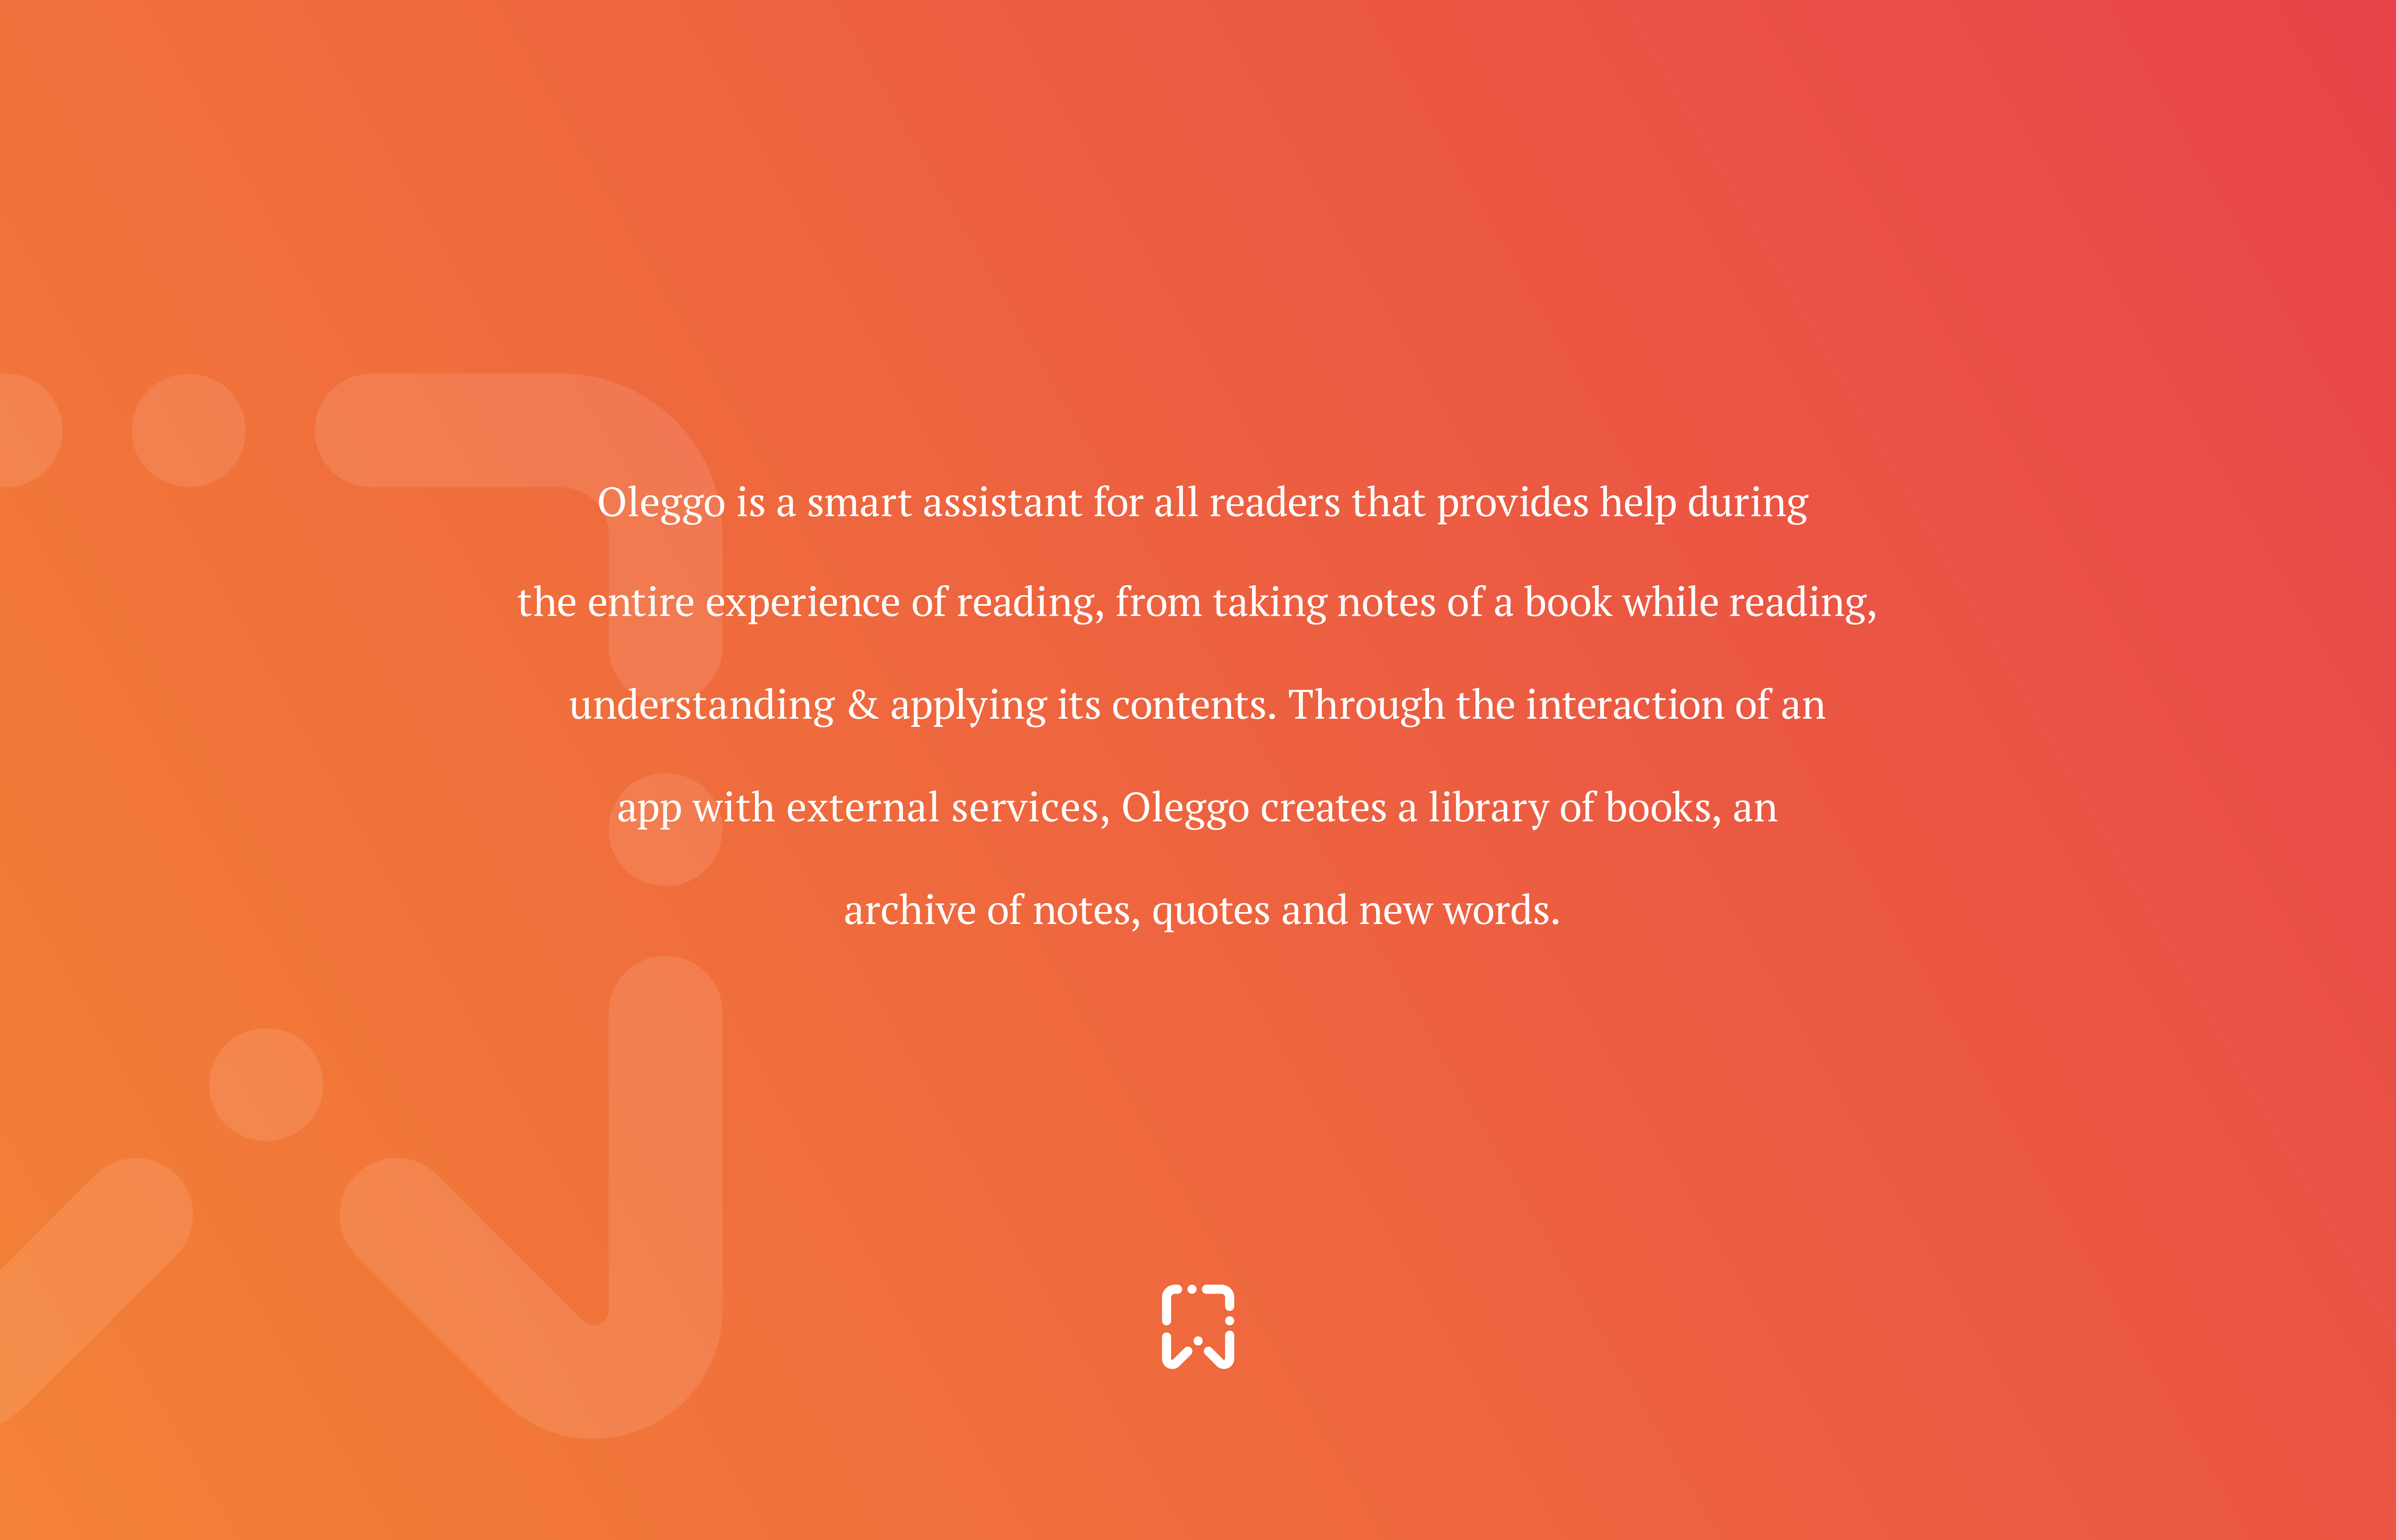 Oleggo is a smart assistant for all readers that provides help during
the entire experience of reading, from taking notes of a book while reading,
understanding & applying its contents. Through the interaction of an
app with external services, Oleggo creates a library of books, an
archive of notes, quotes and new words.